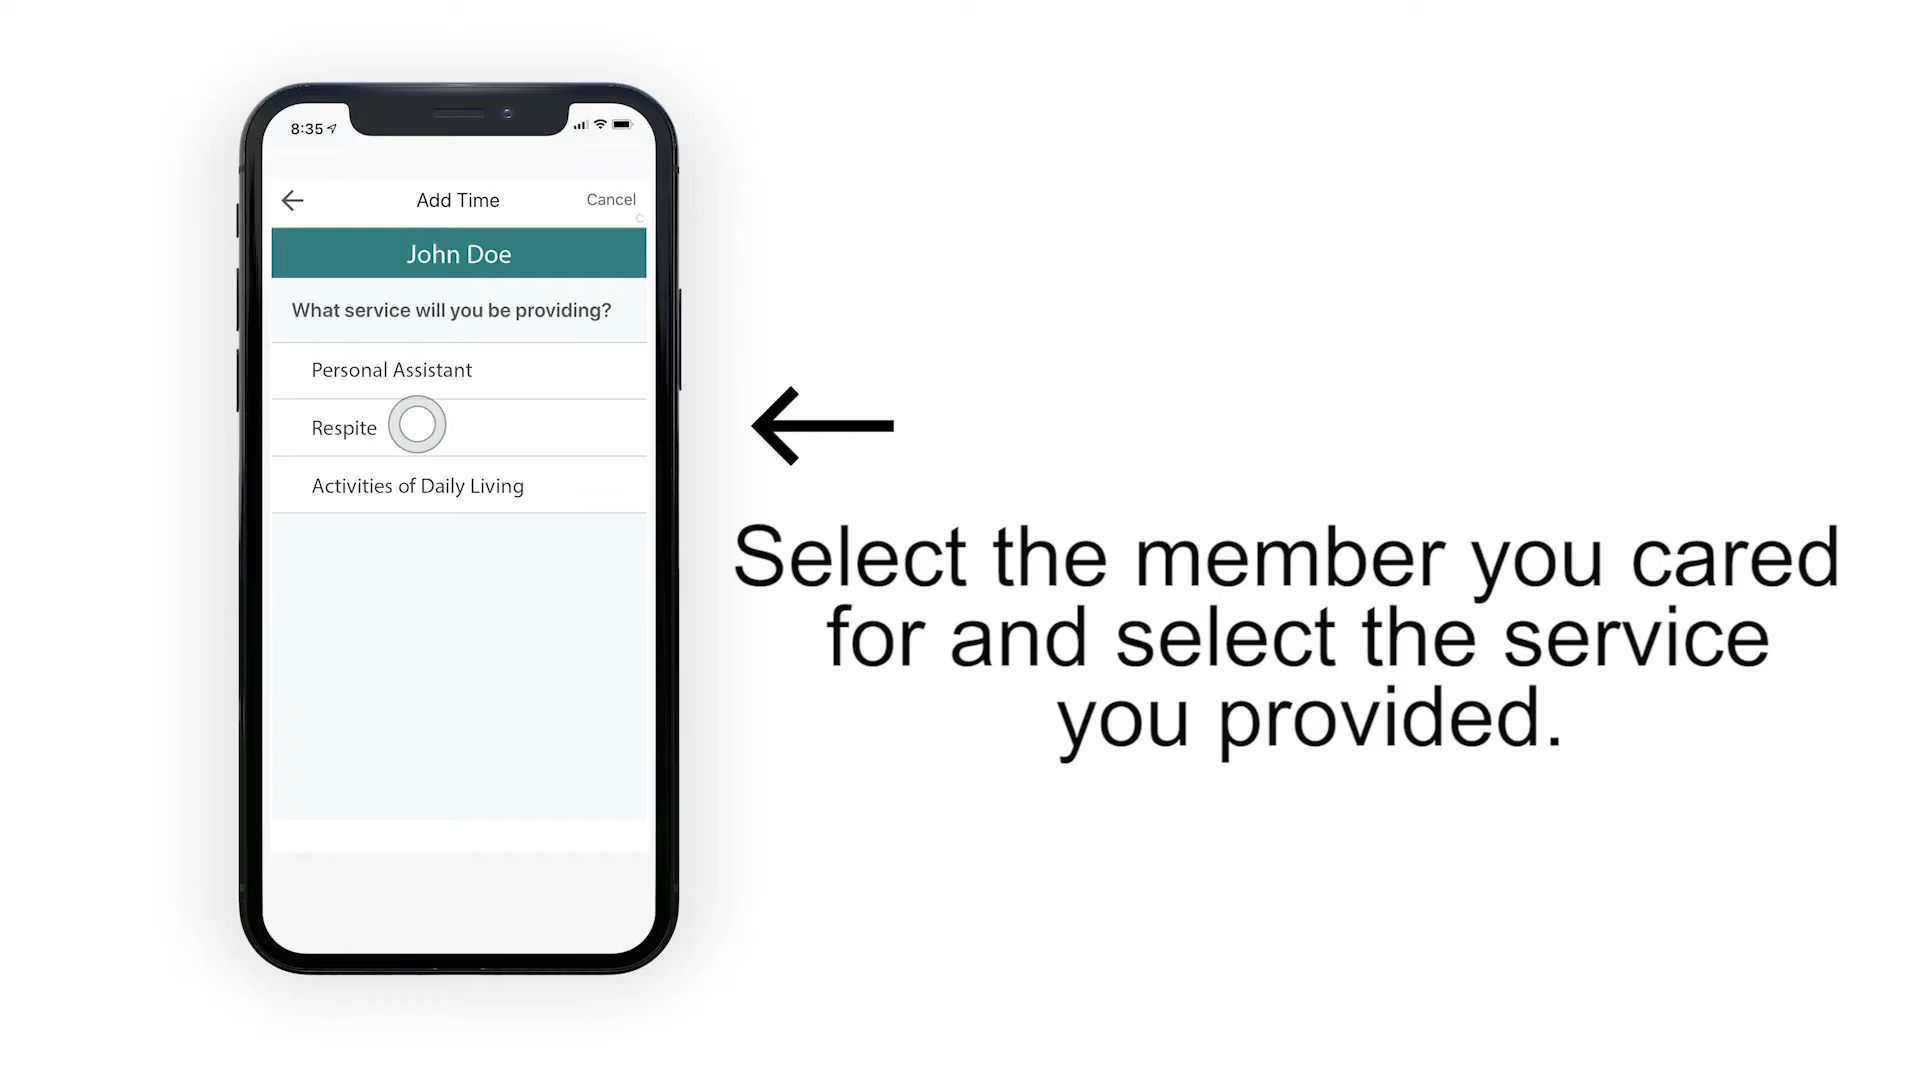 8:35
Add Time
Cancel
C
John Doe
What service will you be providing?
Personal Assistant
Respite
Activities of Daily Living
Select the member you cared
for and select the service
you provided.